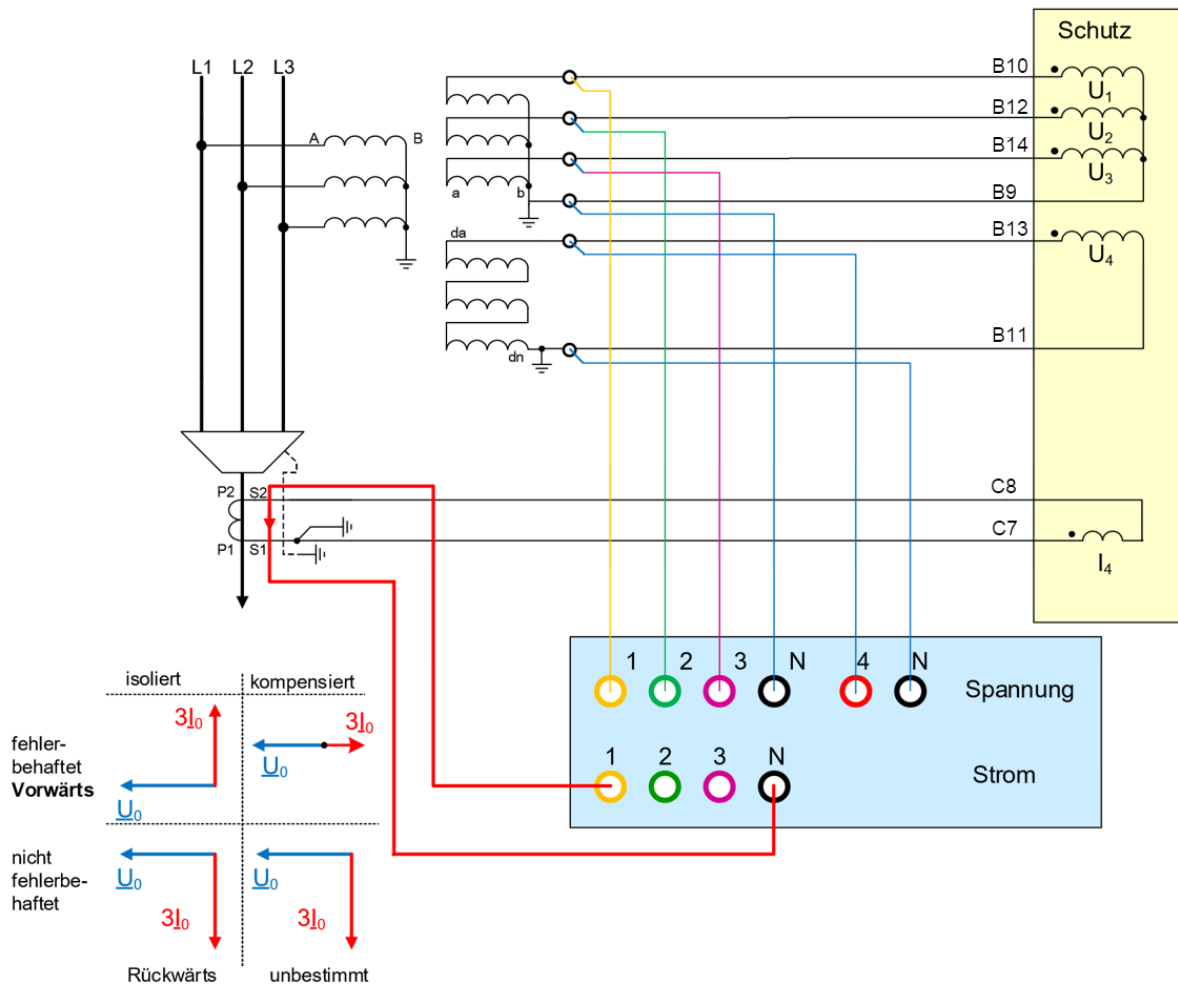 Schutz
L1 L2 L3
B10
U1
B12
U2
A B
B14
U3
a b
B9
da
B13
U4
B11
dn
P2 S2
C8
C7
P1 S1
I4
1 2 3 N 4 N
Spannung
1 2 3 N
Strom
isoliert kompensiert
3I0 3I0
fehler-
behaftet
Vorwärts
U0 U0
nicht
fehlerbe-
haftet
U0 U0
3I0 3I0
Rückwärts unbestimmt